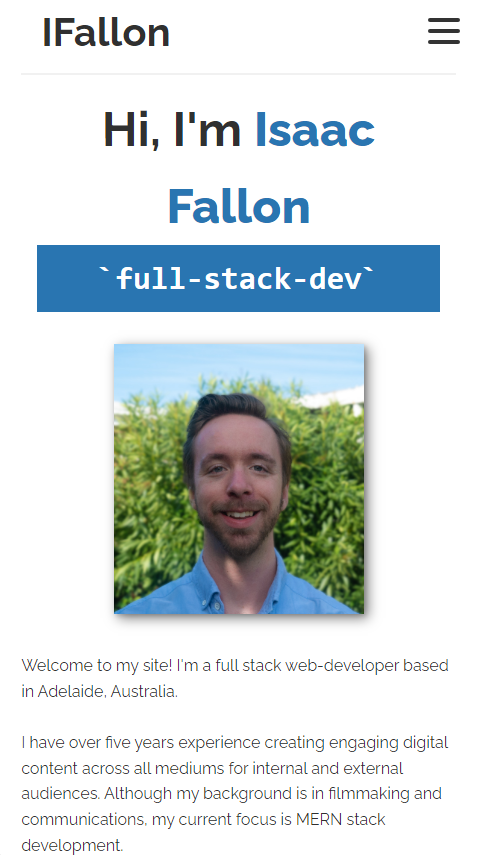 IFallon
Hi, I'm Isaac
Fallon
`full-stack-dev`
Welcome to my site! I'm a full stack web-developer based
in Adelaide, Australia.
I have over five years experience creating engaging digital
content across all mediums for internal and external
audiences. Although my background is in filmmaking and
communications, my current focus is MERN stack
development.